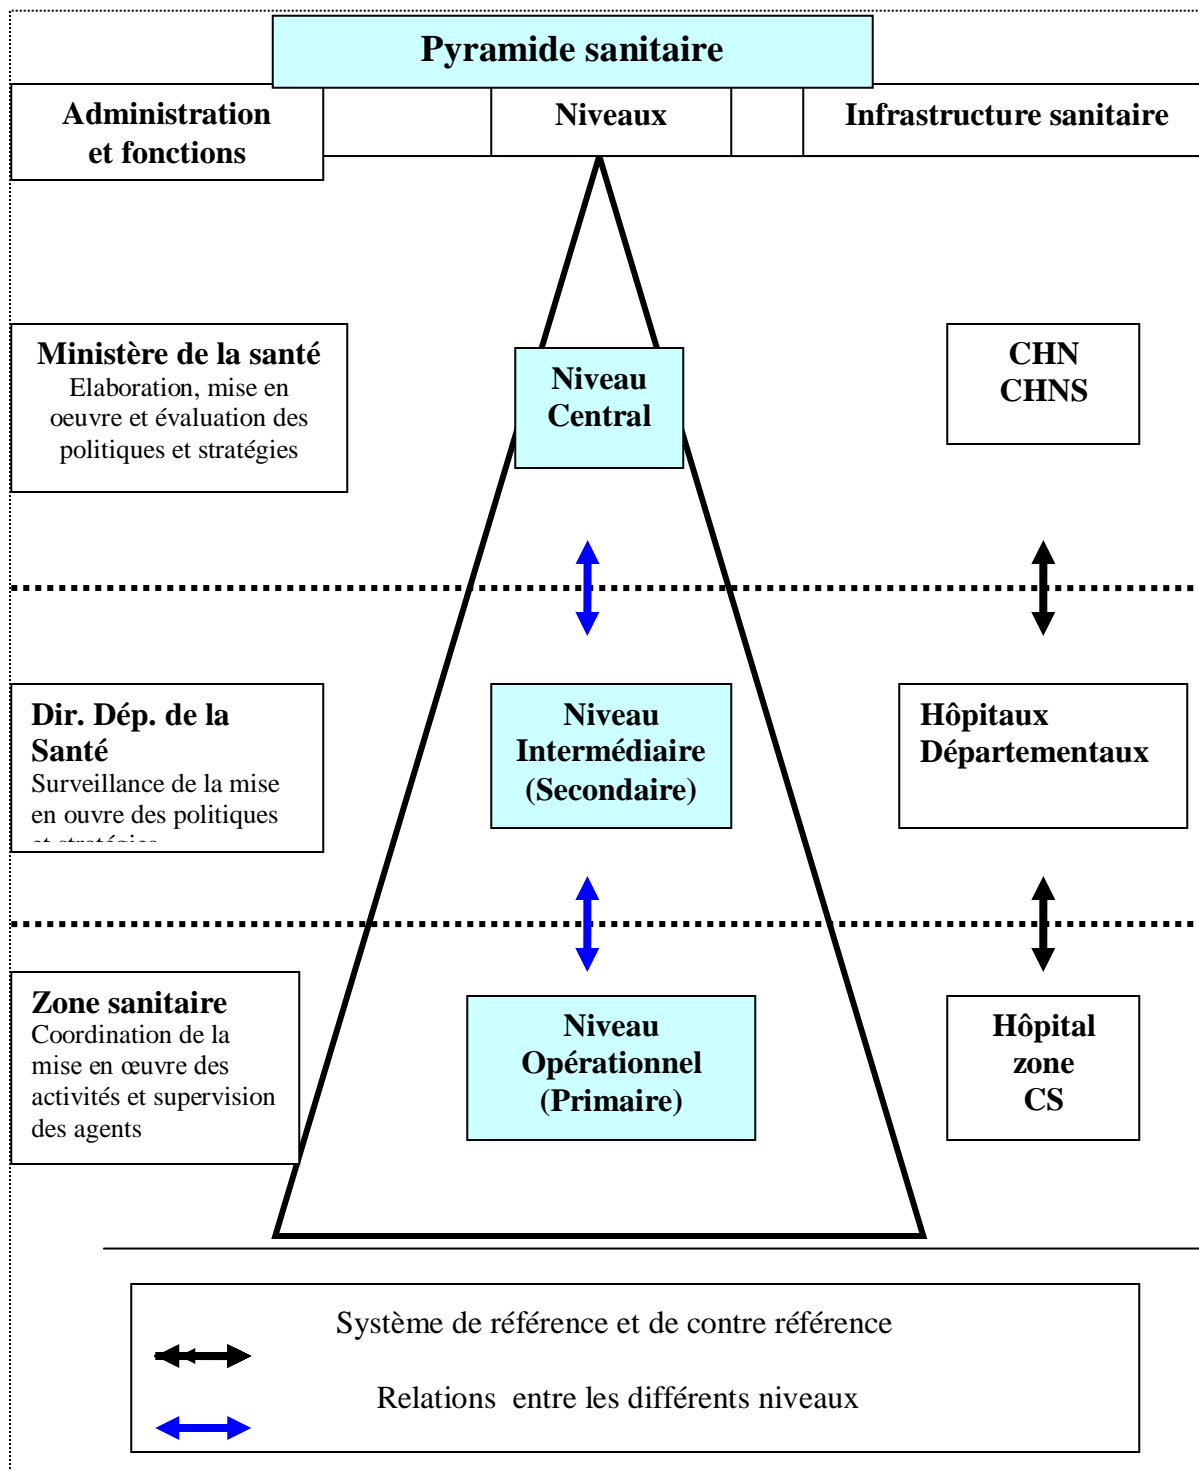 Pyramide sanitaire
Administration
et fonctions
Niveaux
Infrastructure sanitaire
Ministère de la santé
Elaboration, mise en
oeuvre et évaluation des
politiques et stratégies
Niveau
Central
CHN
CHNS
Dir. Dép. de la
Santé
Surveillance de la mise
en ouvre des politiques
et stratégies
Niveau
Intermédiaire
(Secondaire)
Hôpitaux
Départementaux
Zone sanitaire
Coordination de la
mise en œuvre des
activités et supervision
des agents
Niveau
Opérationnel
(Primaire)
Hôpital
zone
CS
Système de référence et de contre référence
Relations entre les différents niveaux